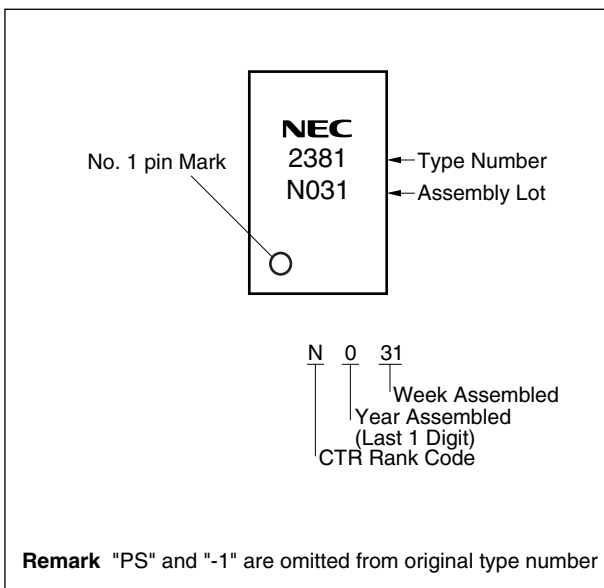 NEC
2381
N031
No. 1 pin Mark
Type Number
Assembly Lot
N 0 31
Week Assembled
Year Assembled
(Last 1 Digit)
CTR Rank Code
Remark "PS" and "-1" are omitted from original type number